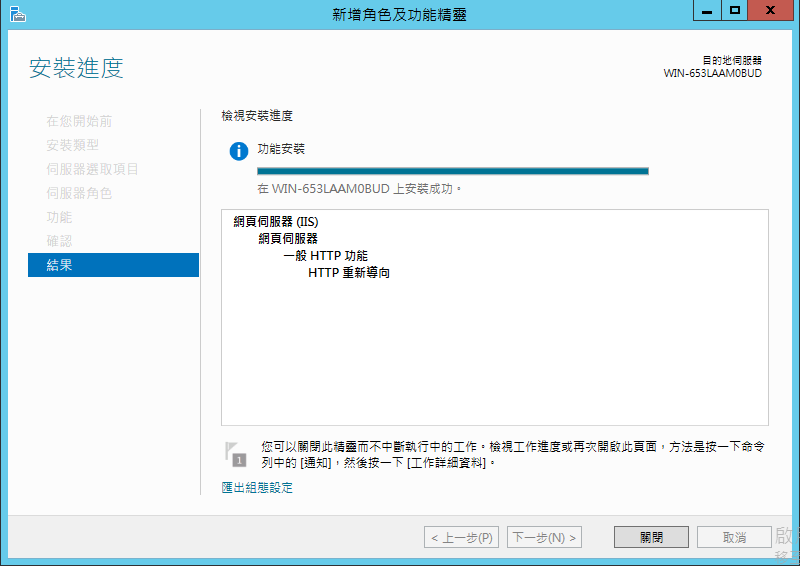 新增角色及功能精靈
安裝進度
目的地伺服器
WIN-653LAAM0BUD
在您開始前
安裝類型
伺服器選取項目
伺服器角色
功能
確認
結果
檢視安裝進度
功能安裝
在 WIN-653LAAM0BUD 上安裝成功。
網頁伺服器 (IIS)
網頁伺服器
一般 HTTP 功能
HTTP 重新導向
1
您可以關閉此精靈而不中斷執行中的工作。檢視工作進度或再次開啟此頁面，方法是按一下命令
列中的 [通知]，然後按一下 [工作詳細資料]。
匯出組態設定
< 上一步(P)
下一步(N) >
關閉
取消
啟